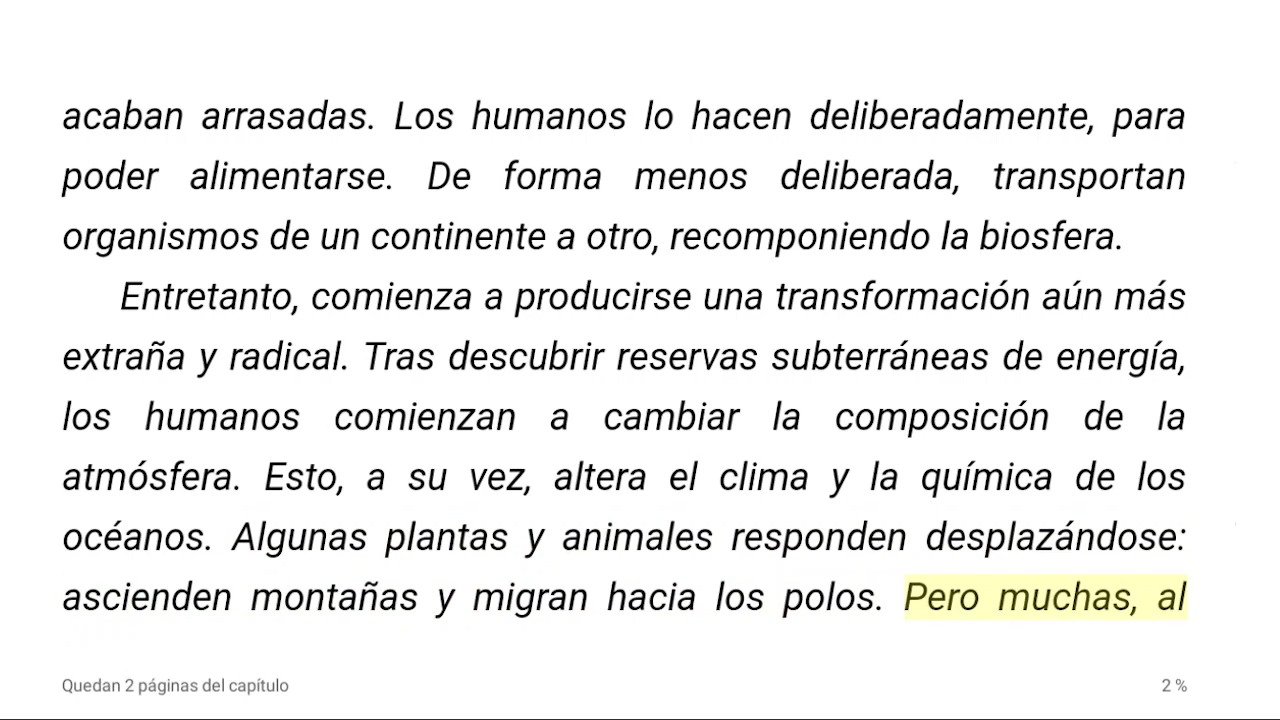 acaban arrasadas. Los humanos lo hacen deliberadamente, para
poder alimentarse. De forma menos deliberada, transportan
organismos de un continente a otro, recomponiendo la biosfera.
Entretanto, comienza a producirse una transformación aún más
extraña y radical. Tras descubrir reservas subterráneas de energía,
los humanos comienzan a cambiar la composición de la
atmósfera. Esto, a su vez, altera el clima y la química de los
océanos. Algunas plantas y animales responden desplazándose:
ascienden montañas y migran hacia los polos. Pero muchas, al
Quedan 2 páginas del capítulo
2 %